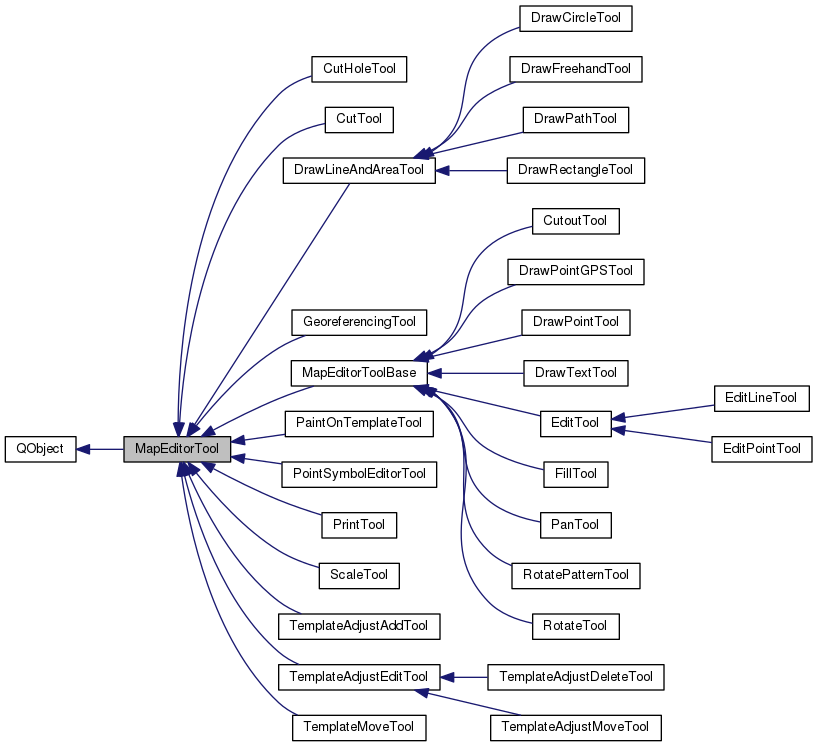 DrawCircleTool
CutHoleTool
DrawFreehandTool
CutTool
DrawPathTool
DrawLineAndAreaTool
DrawRectangleTool
CutoutTool
DrawPointGPSTool
GeoreferencingTool
DrawPointTool
MapEditorToolBase
DrawTextTool
EditLineTool
PaintOnTemplateTool
EditTool
QObject
MapEditorTool
EditPointTool
PointSymbolEditorTool
FillTool
PrintTool
PanTool
ScaleTool
RotatePatternTool
TemplateAdjustAddTool
RotateTool
TemplateAdjustEditTool
TemplateAdjustDeleteTool
TemplateMoveTool
TemplateAdjustMoveTool